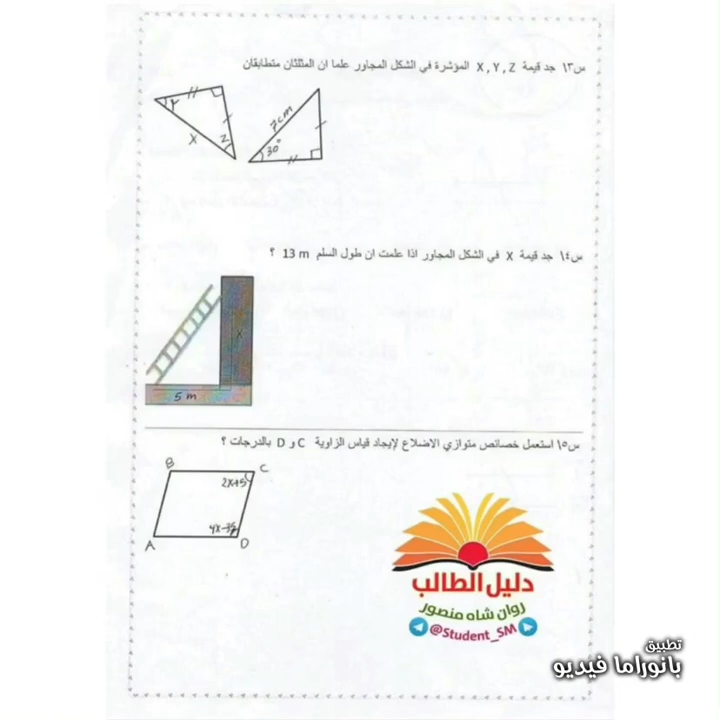 س١٣ جد قيمة X , Y , Z المؤشرة في الشكل المجاور علما ان المثلثان متطابقان
Y
X
Z
7cm
30°
س١٤ جد قيمة X في الشكل المجاور اذا علمت ان طول السلم 13 m ؟
X
5 m
س١٥ استعمل خصائص متوازي الاضلاع لإيجاد قياس الزاوية C و D بالدرجات ؟
B
C
2X+5
4X-
A
D
دليل الطالب
روان شاه منصور
@Student_SM
تطبيق
بانوراما فيديو